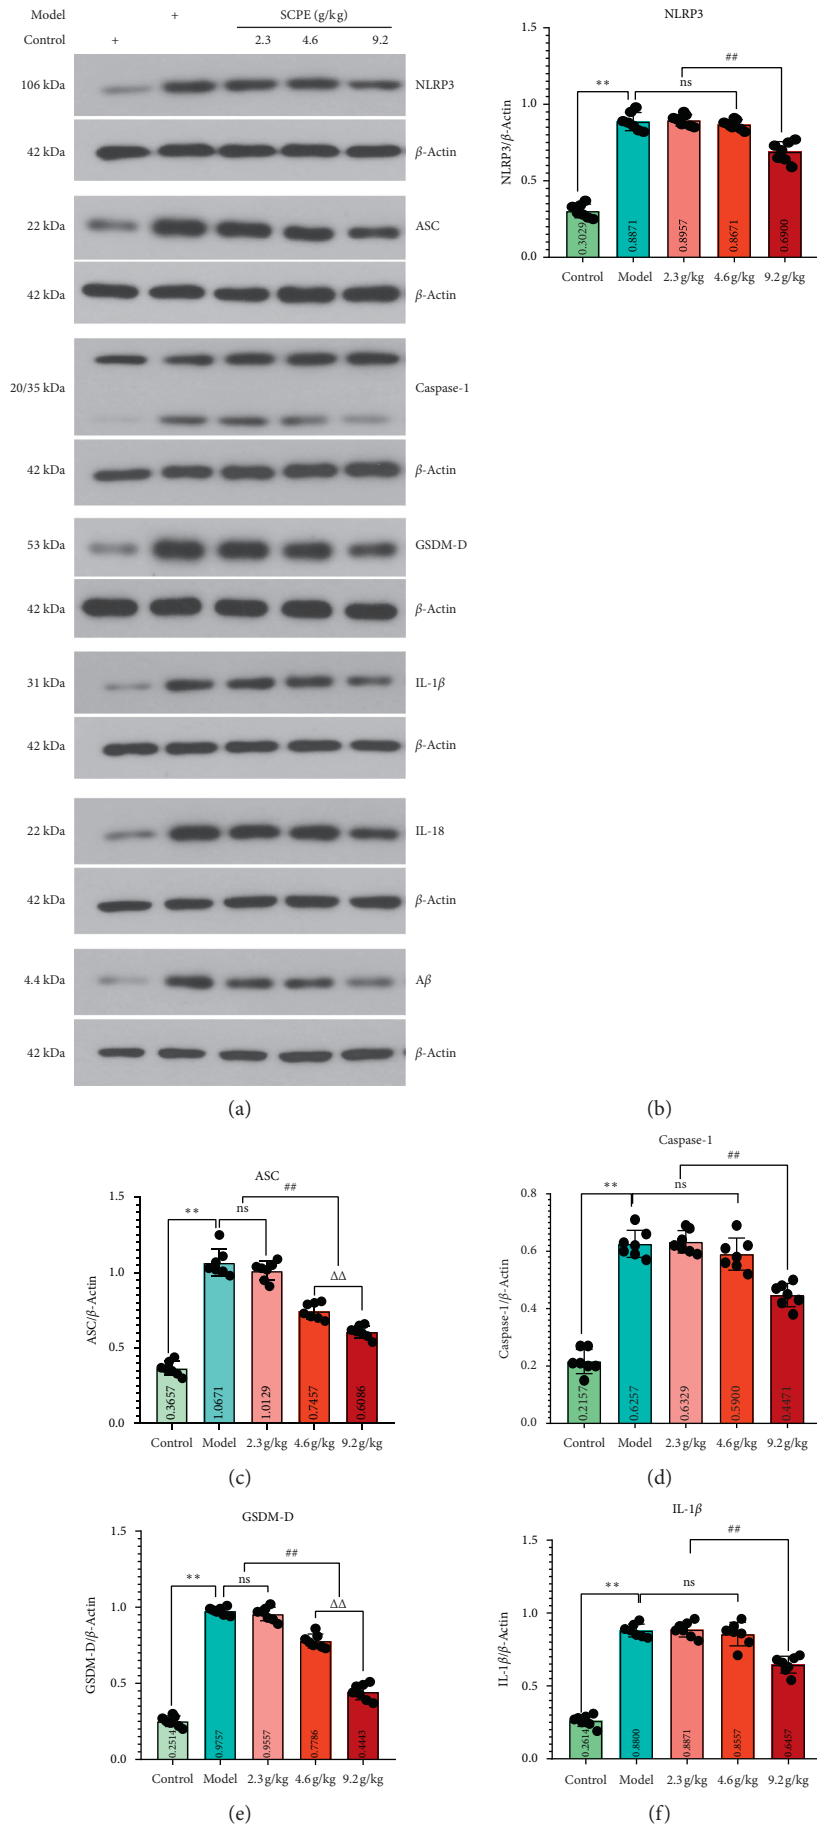 Model + SCPE (g/kg)
Control + 2.3 4.6 9.2
106 kDa NLRP3
42 kDa β-Actin
22 kDa ASC
42 kDa β-Actin
20/35 kDa Caspase-1
42 kDa β-Actin
53 kDa GSDM-D
42 kDa β-Actin
31 kDa IL-1β
42 kDa β-Actin
22 kDa IL-18
42 kDa β-Actin
4.4 kDa Aβ
42 kDa β-Actin
(a)
NLRP3
NLRP3/β-Actin
1.5
1.0
0.5
0.0
##
** ns
0.3029 0.8871 0.8957 0.8671 0.6900
Control Model 2.3 g/kg 4.6 g/kg 9.2 g/kg
(b)
ASC
ASC/β-Actin
1.5
1.0
0.5
0.0
##
** ns
ΔΔ
0.3657 1.0671 1.0129 0.7457 0.6086
Control Model 2.3 g/kg 4.6 g/kg 9.2 g/kg
(c)
Caspase-1
Caspase-1/β-Actin
0.8
0.6
0.4
0.2
0.0
##
** ns
0.2157 0.6257 0.6329 0.5900 0.4471
Control Model 2.3 g/kg 4.6 g/kg 9.2 g/kg
(d)
GSDM-D
GSDM-D/β-Actin
1.5
1.0
0.5
0.0
##
** ns
ΔΔ
0.2514 0.9757 0.9557 0.7786 0.4443
Control Model 2.3 g/kg 4.6 g/kg 9.2 g/kg
(e)
IL-1β
IL-1β/β-Actin
1.5
1.0
0.5
0.0
##
** ns
0.2614 0.8800 0.8871 0.8557 0.6457
Control Model 2.3 g/kg 4.6 g/kg 9.2 g/kg
(f)